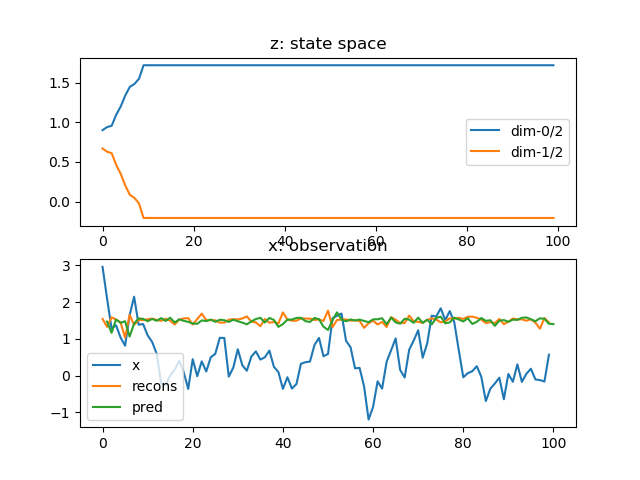 z: state space
1.5
1.0
0.5
0.0
dim-0/2
dim-1/2
0 20 40 60 80 100
x: observation
3
2
1
0
−1
x
recons
pred
0 20 40 60 80 100